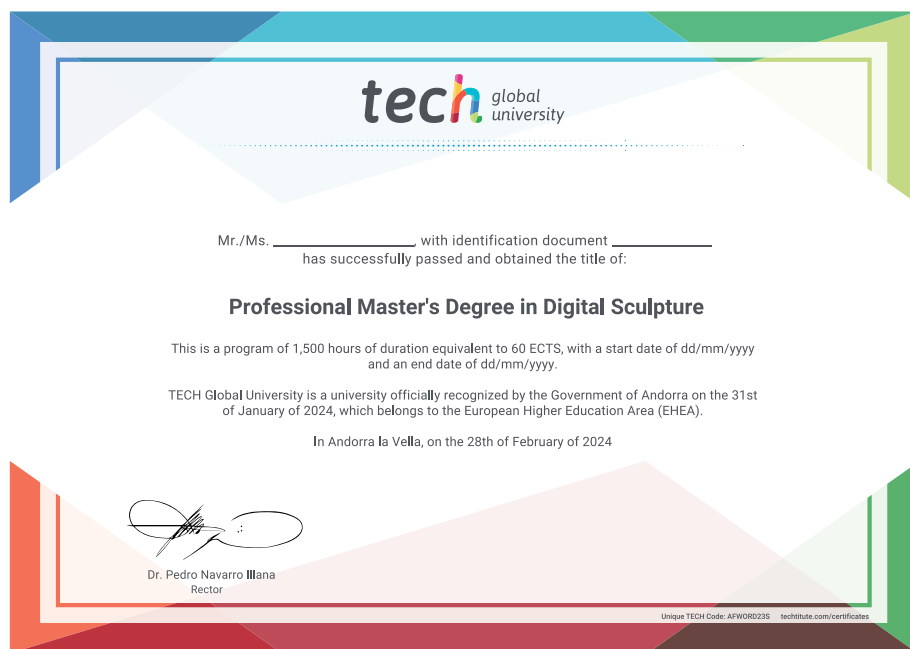 tech global
university
Mr./Ms. ____________, with identification document ____________
has successfully passed and obtained the title of:
Professional Master's Degree in Digital Sculpture
This is a program of 1,500 hours of duration equivalent to 60 ECTS, with a start date of dd/mm/yyyy
and an end date of dd/mm/yyyy.
TECH Global University is a university officially recognized by the Government of Andorra on the 31st
of January of 2024, which belongs to the European Higher Education Area (EHEA).
In Andorra la Vella, on the 28th of February of 2024
Dr. Pedro Navarro Illana
Rector
Unique TECH Code: AFWORD23S techtitute.com/certificates